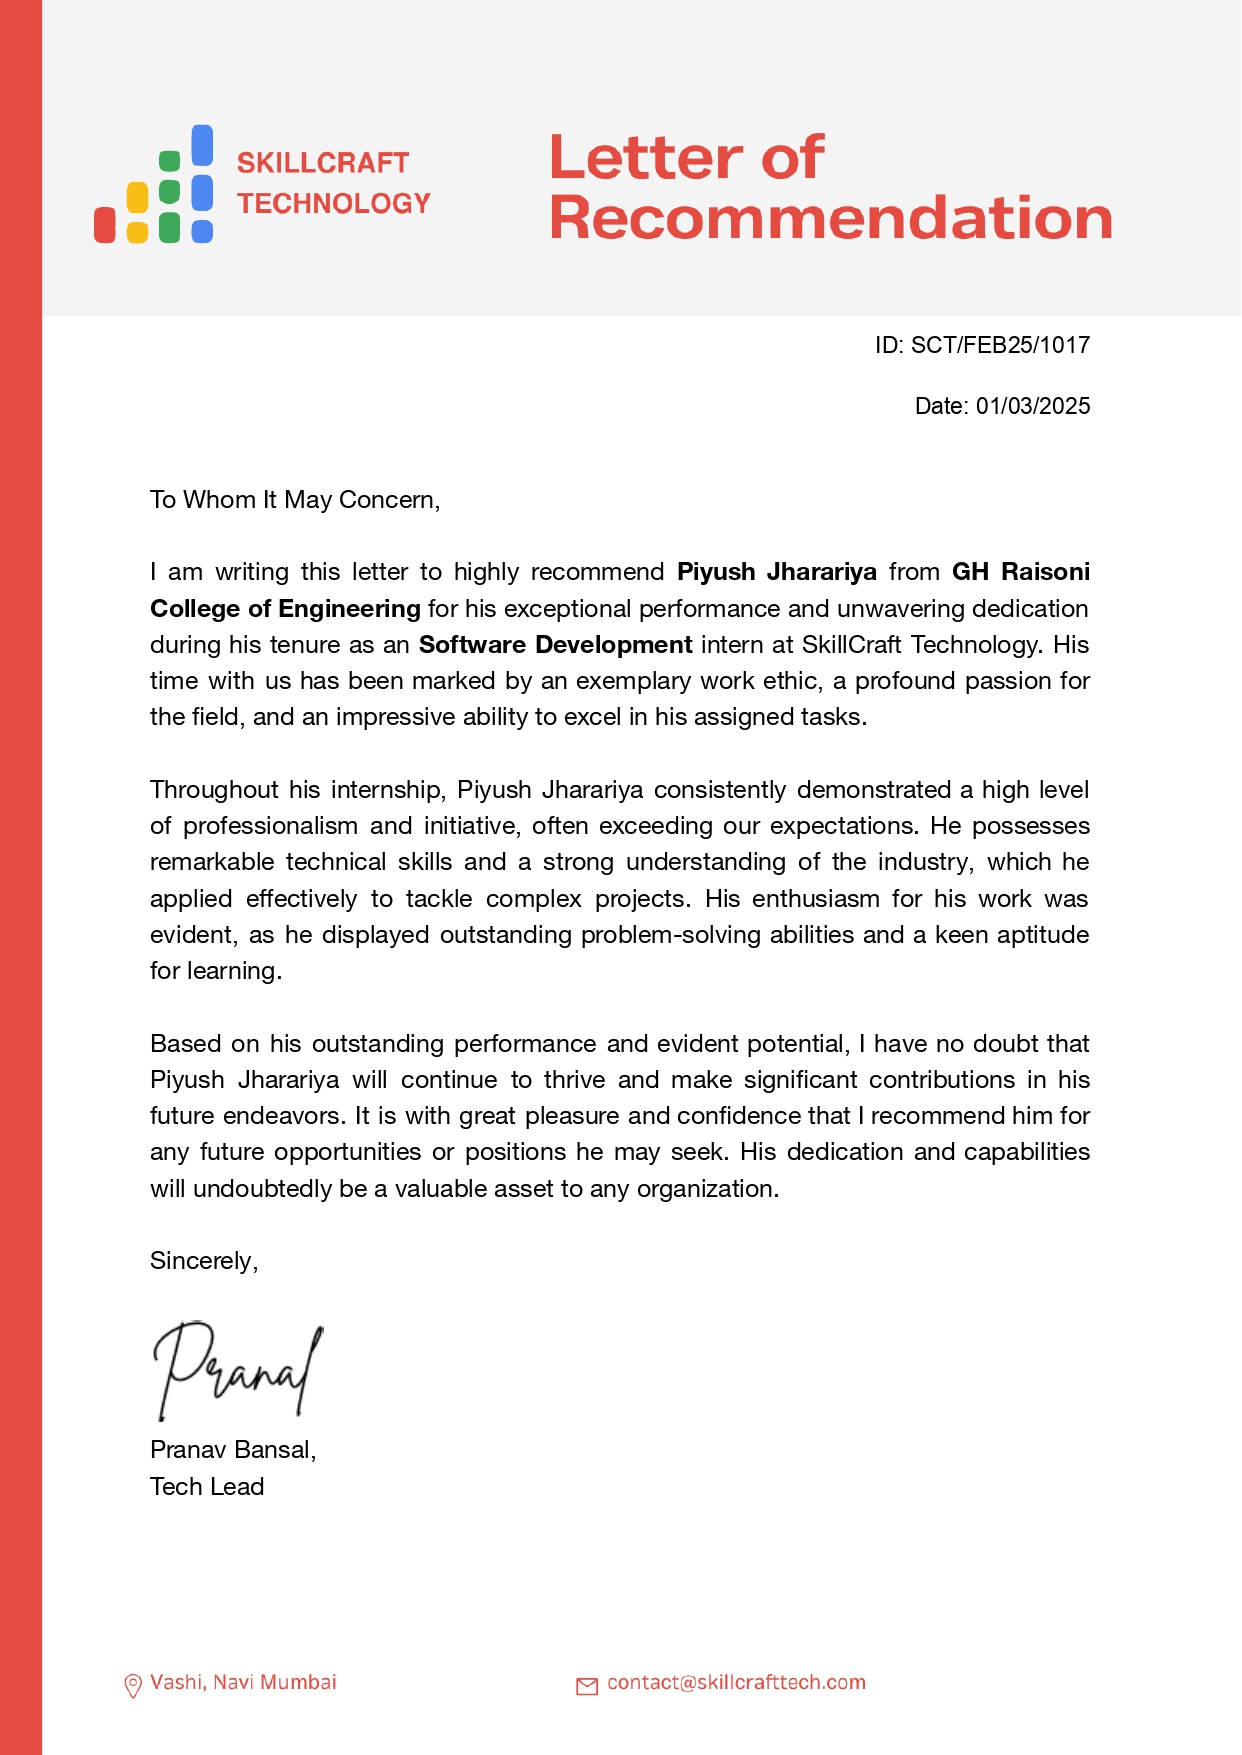 SKILLCRAFT
TECHNOLOGY
Letter of
Recommendation
ID: SCT/FEB25/1017
Date: 01/03/2025
To Whom It May Concern,
I am writing this letter to highly recommend Piyush Jharariya from GH Raisoni
College of Engineering for his exceptional performance and unwavering dedication
during his tenure as an Software Development intern at SkillCraft Technology. His
time with us has been marked by an exemplary work ethic, a profound passion for
the field, and an impressive ability to excel in his assigned tasks.
Throughout his internship, Piyush Jharariya consistently demonstrated a high level
of professionalism and initiative, often exceeding our expectations. He possesses
remarkable technical skills and a strong understanding of the industry, which he
applied effectively to tackle complex projects. His enthusiasm for his work was
evident, as he displayed outstanding problem-solving abilities and a keen aptitude
for learning.
Based on his outstanding performance and evident potential, I have no doubt that
Piyush Jharariya will continue to thrive and make significant contributions in his
future endeavors. It is with great pleasure and confidence that I recommend him for
any future opportunities or positions he may seek. His dedication and capabilities
will undoubtedly be a valuable asset to any organization.
Sincerely,
Pranal
Pranav Bansal,
Tech Lead
Vashi, Navi Mumbai
contact@skillcrafttech.com